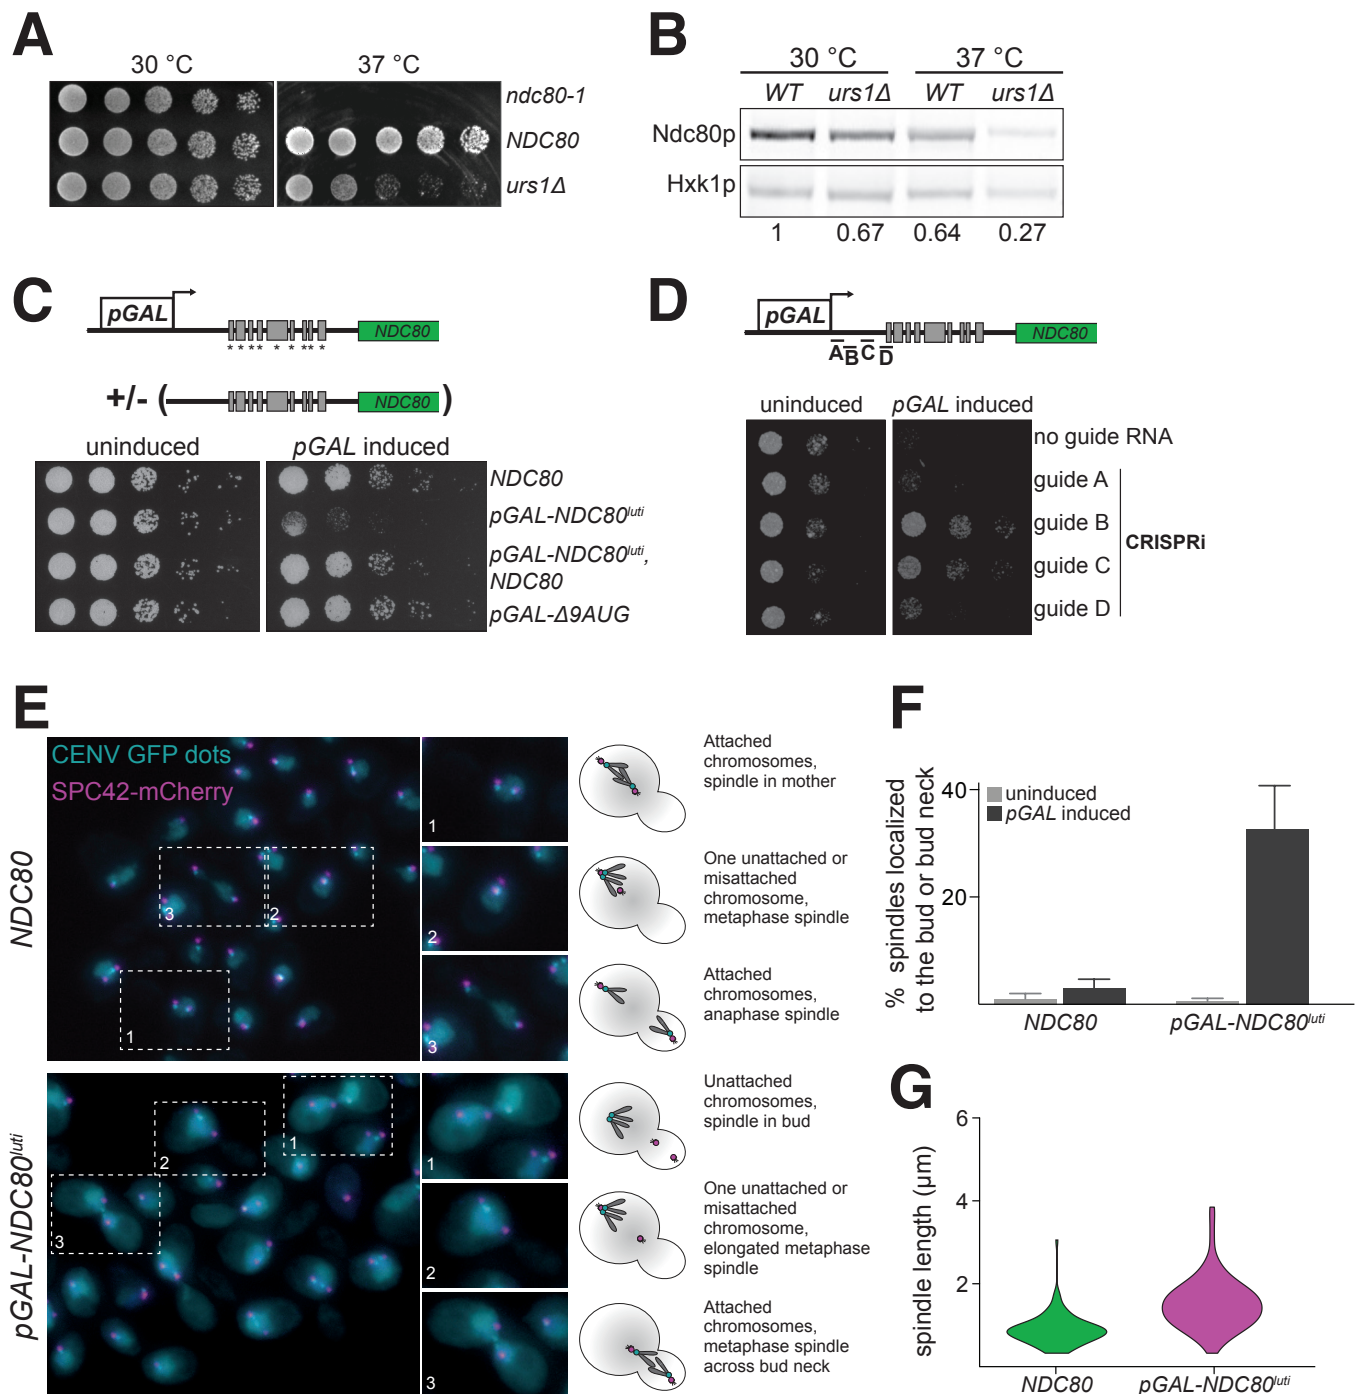 A
30 °C 37 °C
ndc80-1
NDC80
urs1Δ
B
30 °C 37 °C
WT urs1Δ WT urs1Δ
Ndc80p
Hxk1p
1 0.67 0.64 0.27
C
pGAL
NDC80
* * * * * * * * *
+/- ( NDC80 )
uninduced pGAL induced
NDC80
pGAL-NDC80luti
pGAL-NDC80luti,
NDC80
pGAL-Δ9AUG
D
pGAL
NDC80
A B C D
uninduced pGAL induced
no guide RNA
guide A
guide B
guide C
guide D
CRISPRi
E
CENV GFP dots
SPC42-mCherry
NDC80
3
2
1
1
2
3
Attached
chromosomes,
spindle in mother
One unattached or
misattached
chromosome,
metaphase spindle
Attached
chromosomes,
anaphase spindle
pGAL-NDC80luti
1
2
3
1
2
3
Unattached
chromosomes,
spindle in bud
One unattached or
misattached
chromosome,
elongated metaphase
spindle
Attached
chromosomes,
metaphase spindle
across bud neck
F
% spindles localized
to the bud or bud neck
40
20
uninduced
pGAL induced
NDC80 pGAL-NDC80luti
G
spindle length (µm)
6
4
2
NDC80 pGAL-NDC80luti